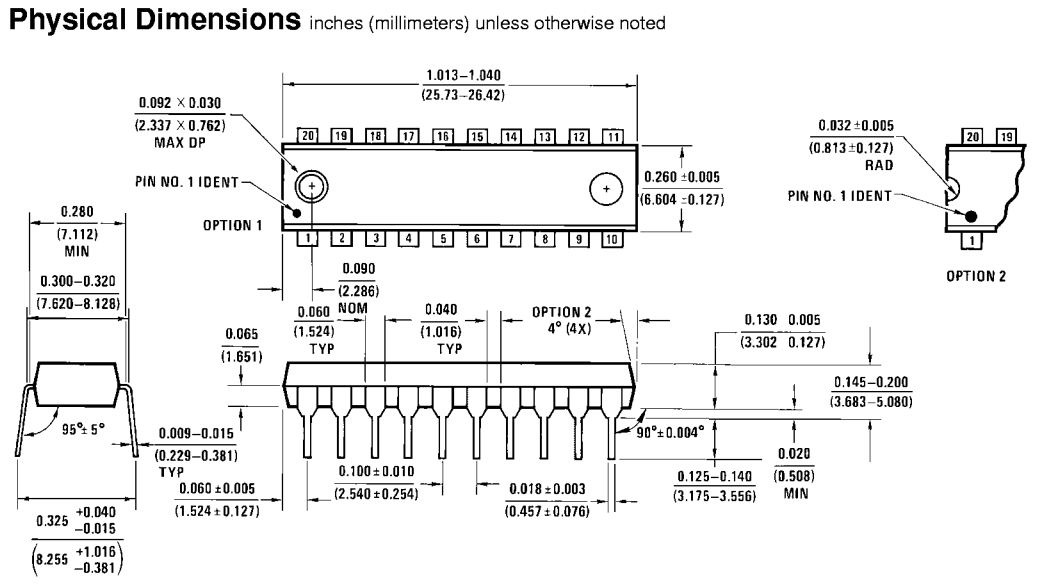 Physical Dimensions inches (millimeters) unless otherwise noted
1.013–1.040
(25.73–26.42)
0.092 × 0.030
(2.337 × 0.762)
MAX DP
20 19 18 17 16 15 14 13 12 11
0.032 ±0.005
(0.813 ±0.127)
RAD
20 19
PIN NO. 1 IDENT
0.260 ±0.005
(6.604 ±0.127)
PIN NO. 1 IDENT
OPTION 1
1 2 3 4 5 6 7 8 9 10
1
OPTION 2
0.280
(7.112)
MIN
0.090
(2.286)
NOM
0.300–0.320
(7.620–8.128)
0.060
(1.524)
TYP
0.040
(1.016)
TYP
OPTION 2
4° (4X)
0.130 0.005
(3.302 0.127)
0.065
(1.651)
0.145–0.200
(3.683–5.080)
95°± 5°
90°±0.004°
0.009–0.015
(0.229–0.381)
TYP
0.020
(0.508)
MIN
0.100 ±0.010
(2.540 ±0.254)
0.125–0.140
(3.175–3.556)
0.060 ±0.005
(1.524 ±0.127)
0.018 ±0.003
(0.457 ±0.076)
0.325 +0.040
−0.015
(8.255 +1.016
−0.381)